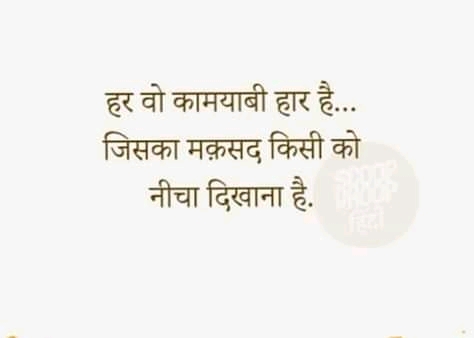 हर वो कामयाबी हार है...
जिसका मक़सद किसी को
नीचा दिखाना है.
SCOOP
WHOOP
हिंदी